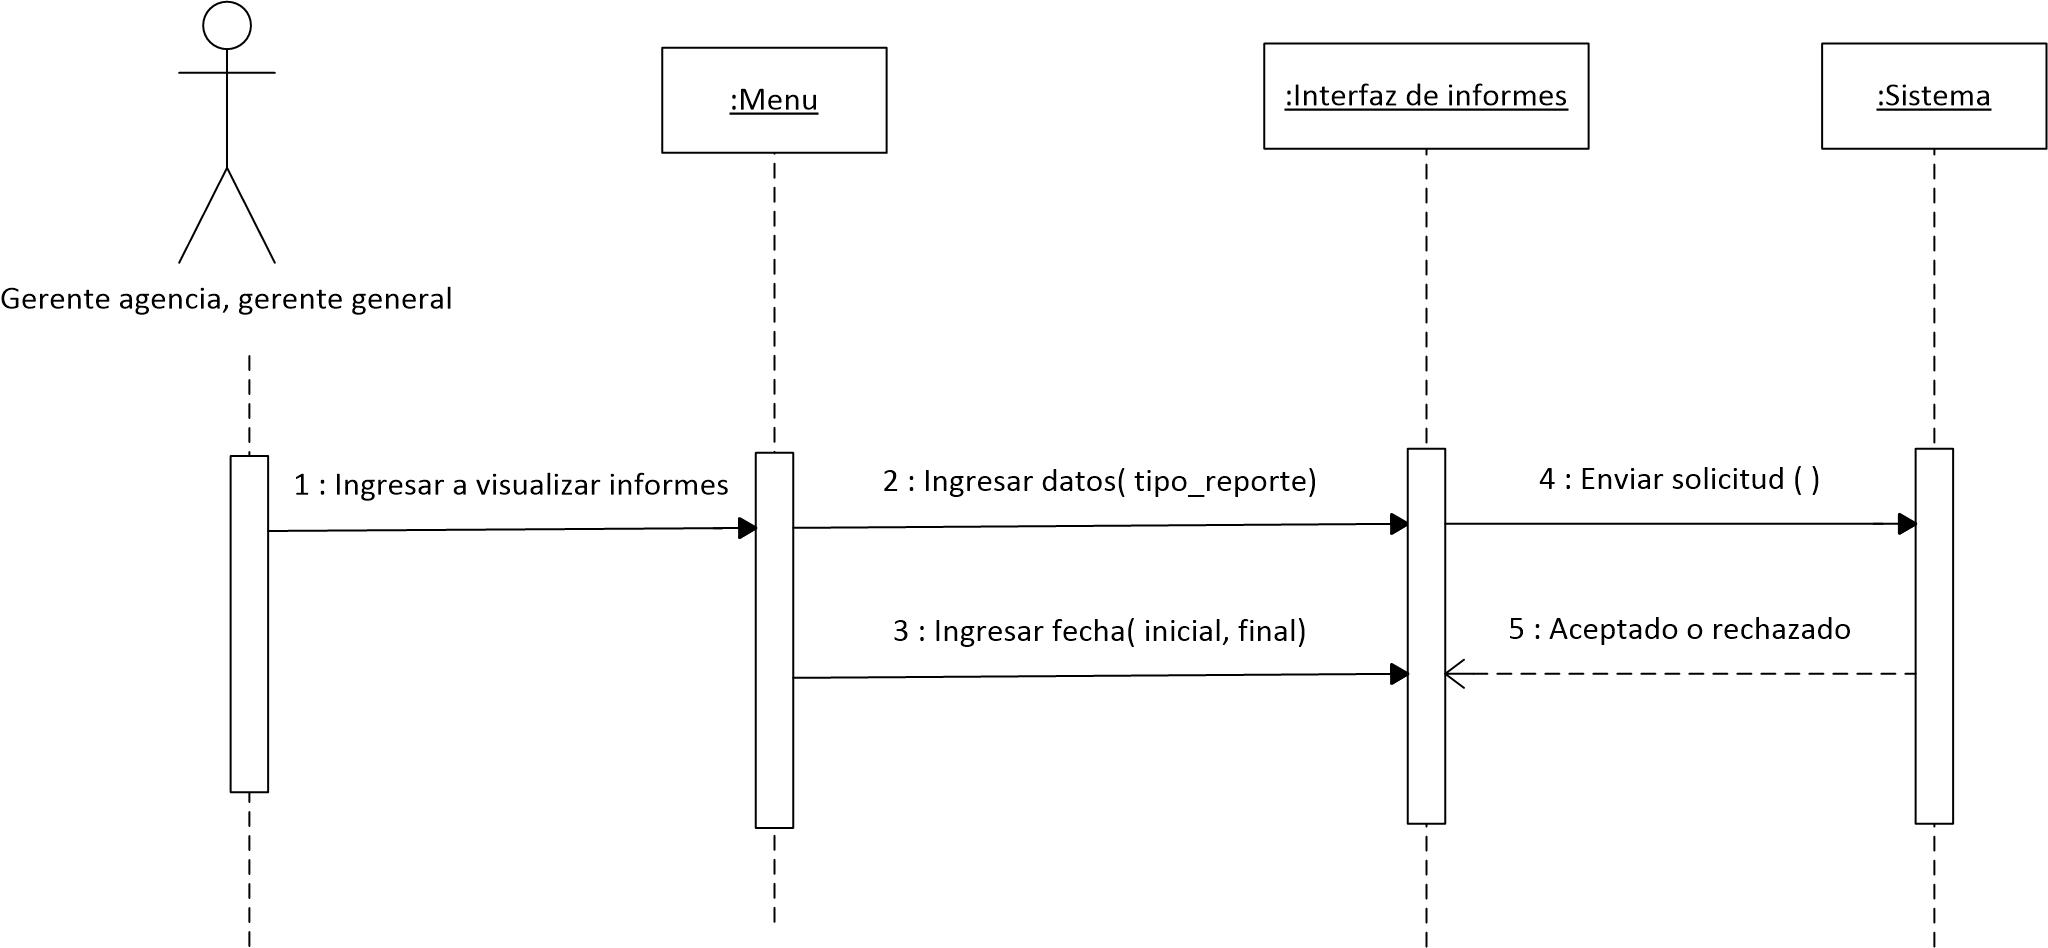 :Menu
:Interfaz de informes
:Sistema
Gerente agencia, gerente general
1 : Ingresar a visualizar informes
2 : Ingresar datos( tipo_reporte)
4 : Enviar solicitud ( )
3 : Ingresar fecha( inicial, final)
5 : Aceptado o rechazado